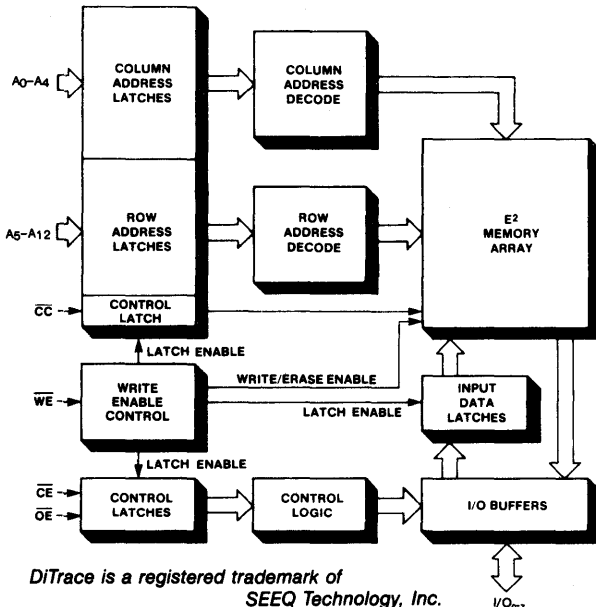 A0–A4
COLUMN
ADDRESS
LATCHES
COLUMN
ADDRESS
DECODE
E2
MEMORY
ARRAY
A5–A12
ROW
ADDRESS
LATCHES
ROW
ADDRESS
DECODE
CC
CONTROL
LATCH
LATCH ENABLE
WE
WRITE
ENABLE
CONTROL
WRITE/ERASE ENABLE
LATCH ENABLE
INPUT
DATA
LATCHES
LATCH ENABLE
CE
OE
CONTROL
LATCHES
CONTROL
LOGIC
I/O BUFFERS
DiTrace is a registered trademark of
SEEQ Technology, Inc.
I/O0–7